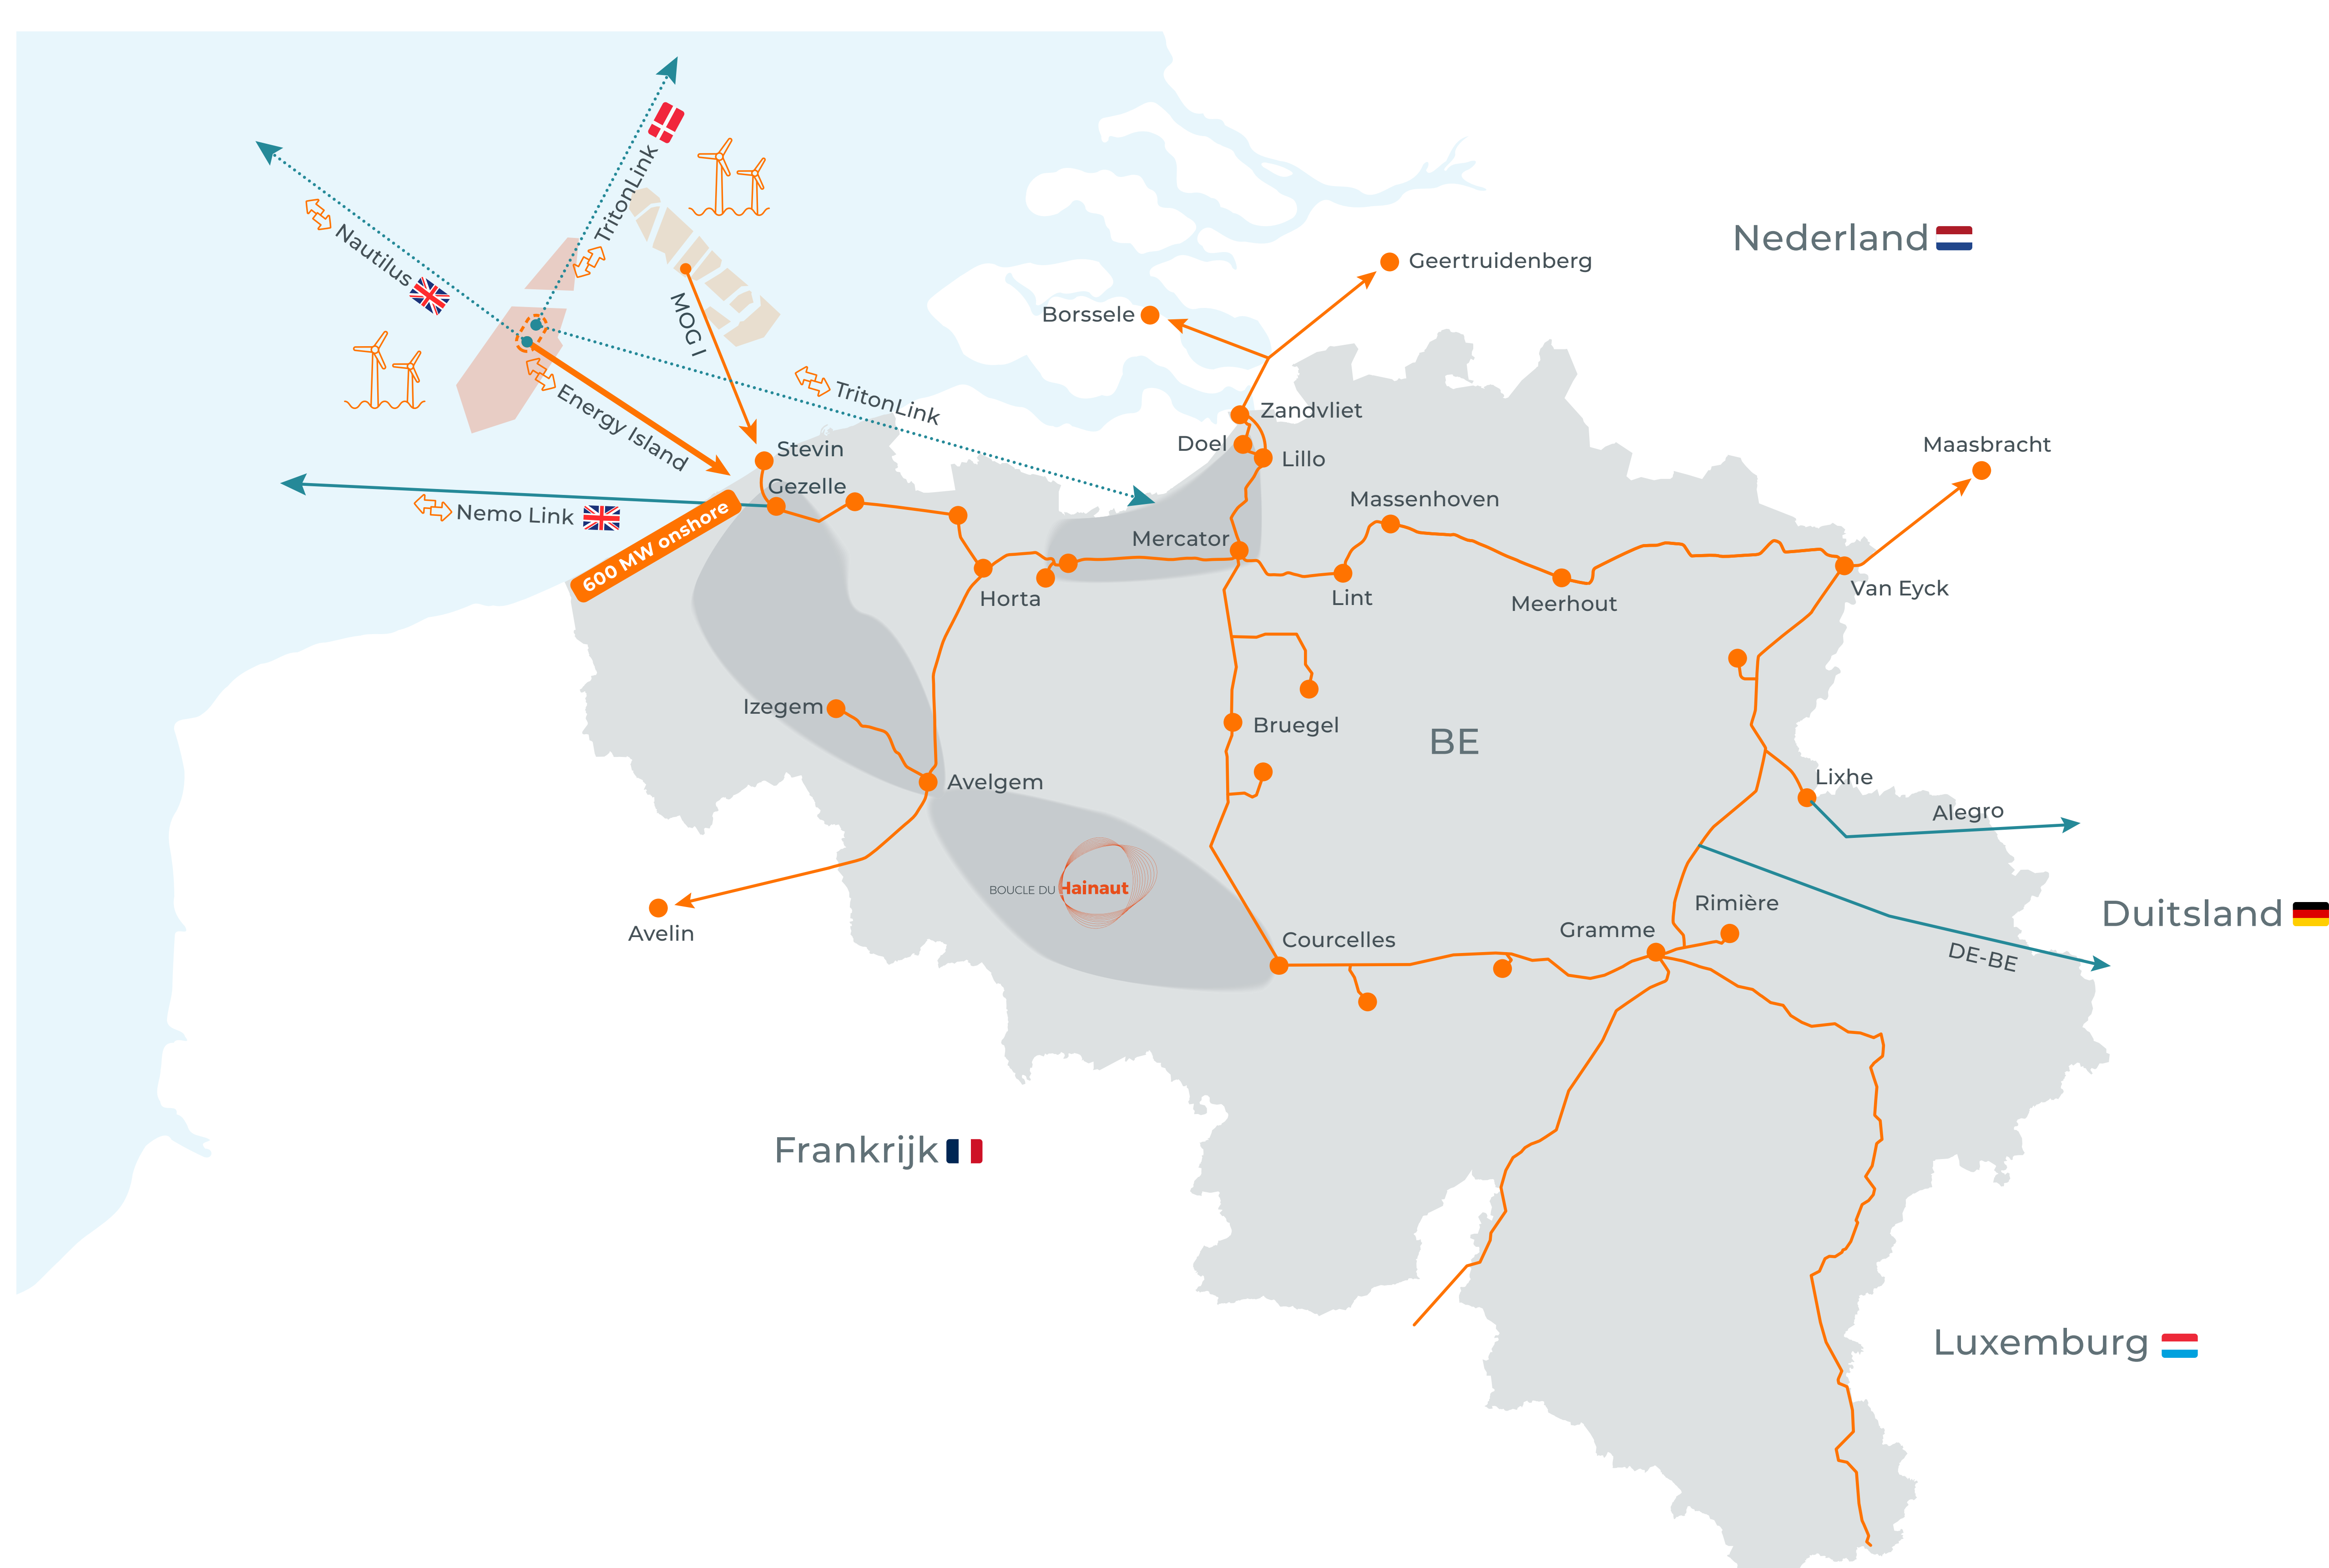 TritonLink
Nautilus
MOG I
Nederland
Geertruidenberg
Borssele
TritonLink
Energy Island
Zandvliet
Doel
Lillo
Maasbracht
Stevin
Gezelle
Nemo Link
600 MW onshore
Massenhoven
Mercator
Horta
Lint
Meerhout
Van Eyck
Izegem
Bruegel
BE
Avelgem
Lixhe
Alegro
BOUCLE DU Hainaut
Avelin
Courcelles
Gramme
Rimière
Duitsland
DE-BE
Frankrijk
Luxemburg